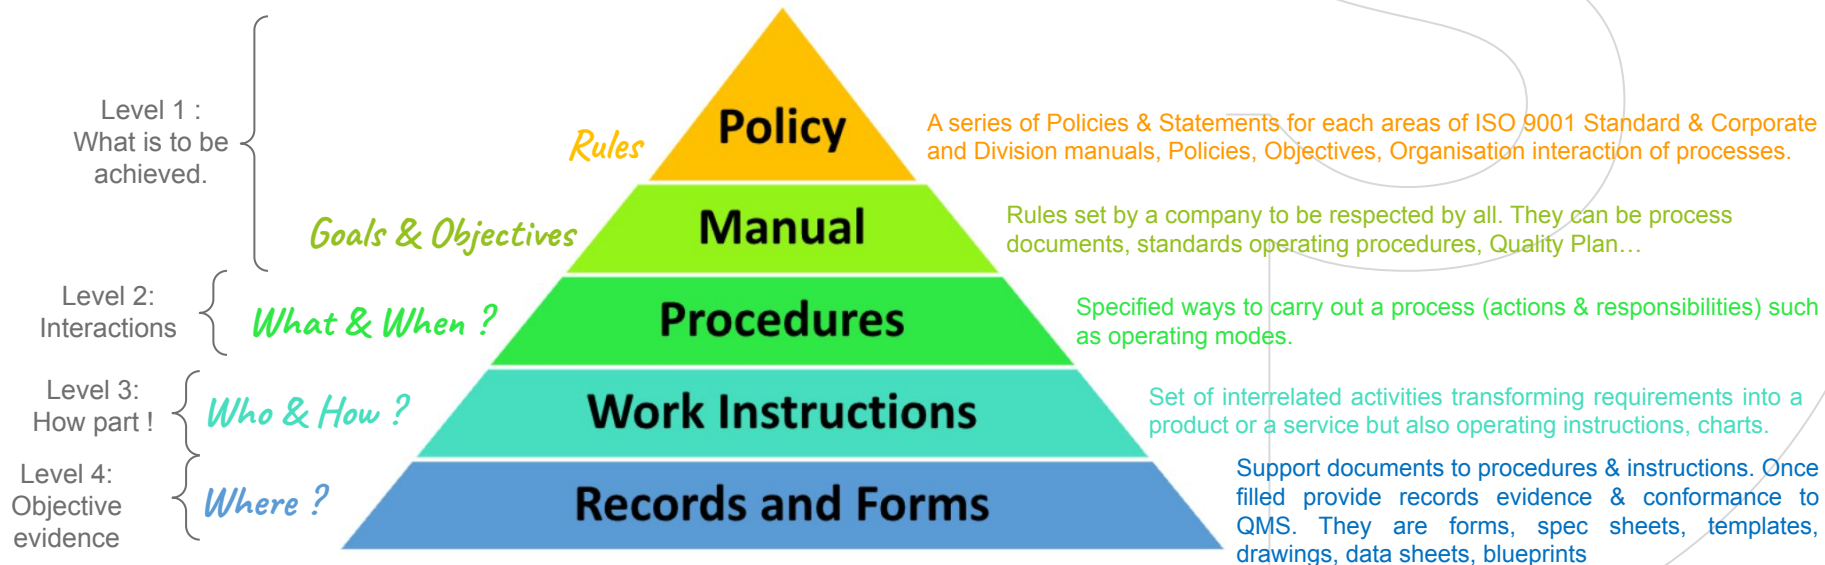 Level 1 :
What is to be
achieved.
Rules
Policy
A series of Policies & Statements for each areas of ISO 9001 Standard & Corporate
and Division manuals, Policies, Objectives, Organisation interaction of processes.
Goals & Objectives
Manual
Rules set by a company to be respected by all. They can be process
documents, standards operating procedures, Quality Plan…
Level 2:
Interactions
What & When ?
Procedures
Specified ways to carry out a process (actions & responsibilities) such
as operating modes.
Level 3:
How part !
Who & How ?
Work Instructions
Set of interrelated activities transforming requirements into a
product or a service but also operating instructions, charts.
Level 4:
Objective
evidence
Where ?
Records and Forms
Support documents to procedures & instructions. Once
filled provide records evidence & conformance to
QMS. They are forms, spec sheets, templates,
drawings, data sheets, blueprints